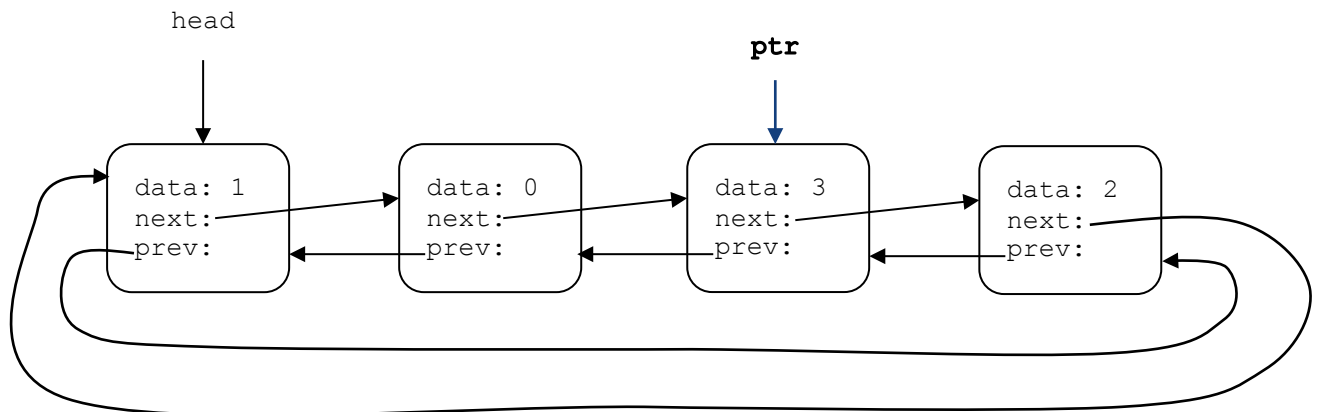 head
ptr
data: 1
next:
prev:
data: 0
next:
prev:
data: 3
next:
prev:
data: 2
next:
prev: